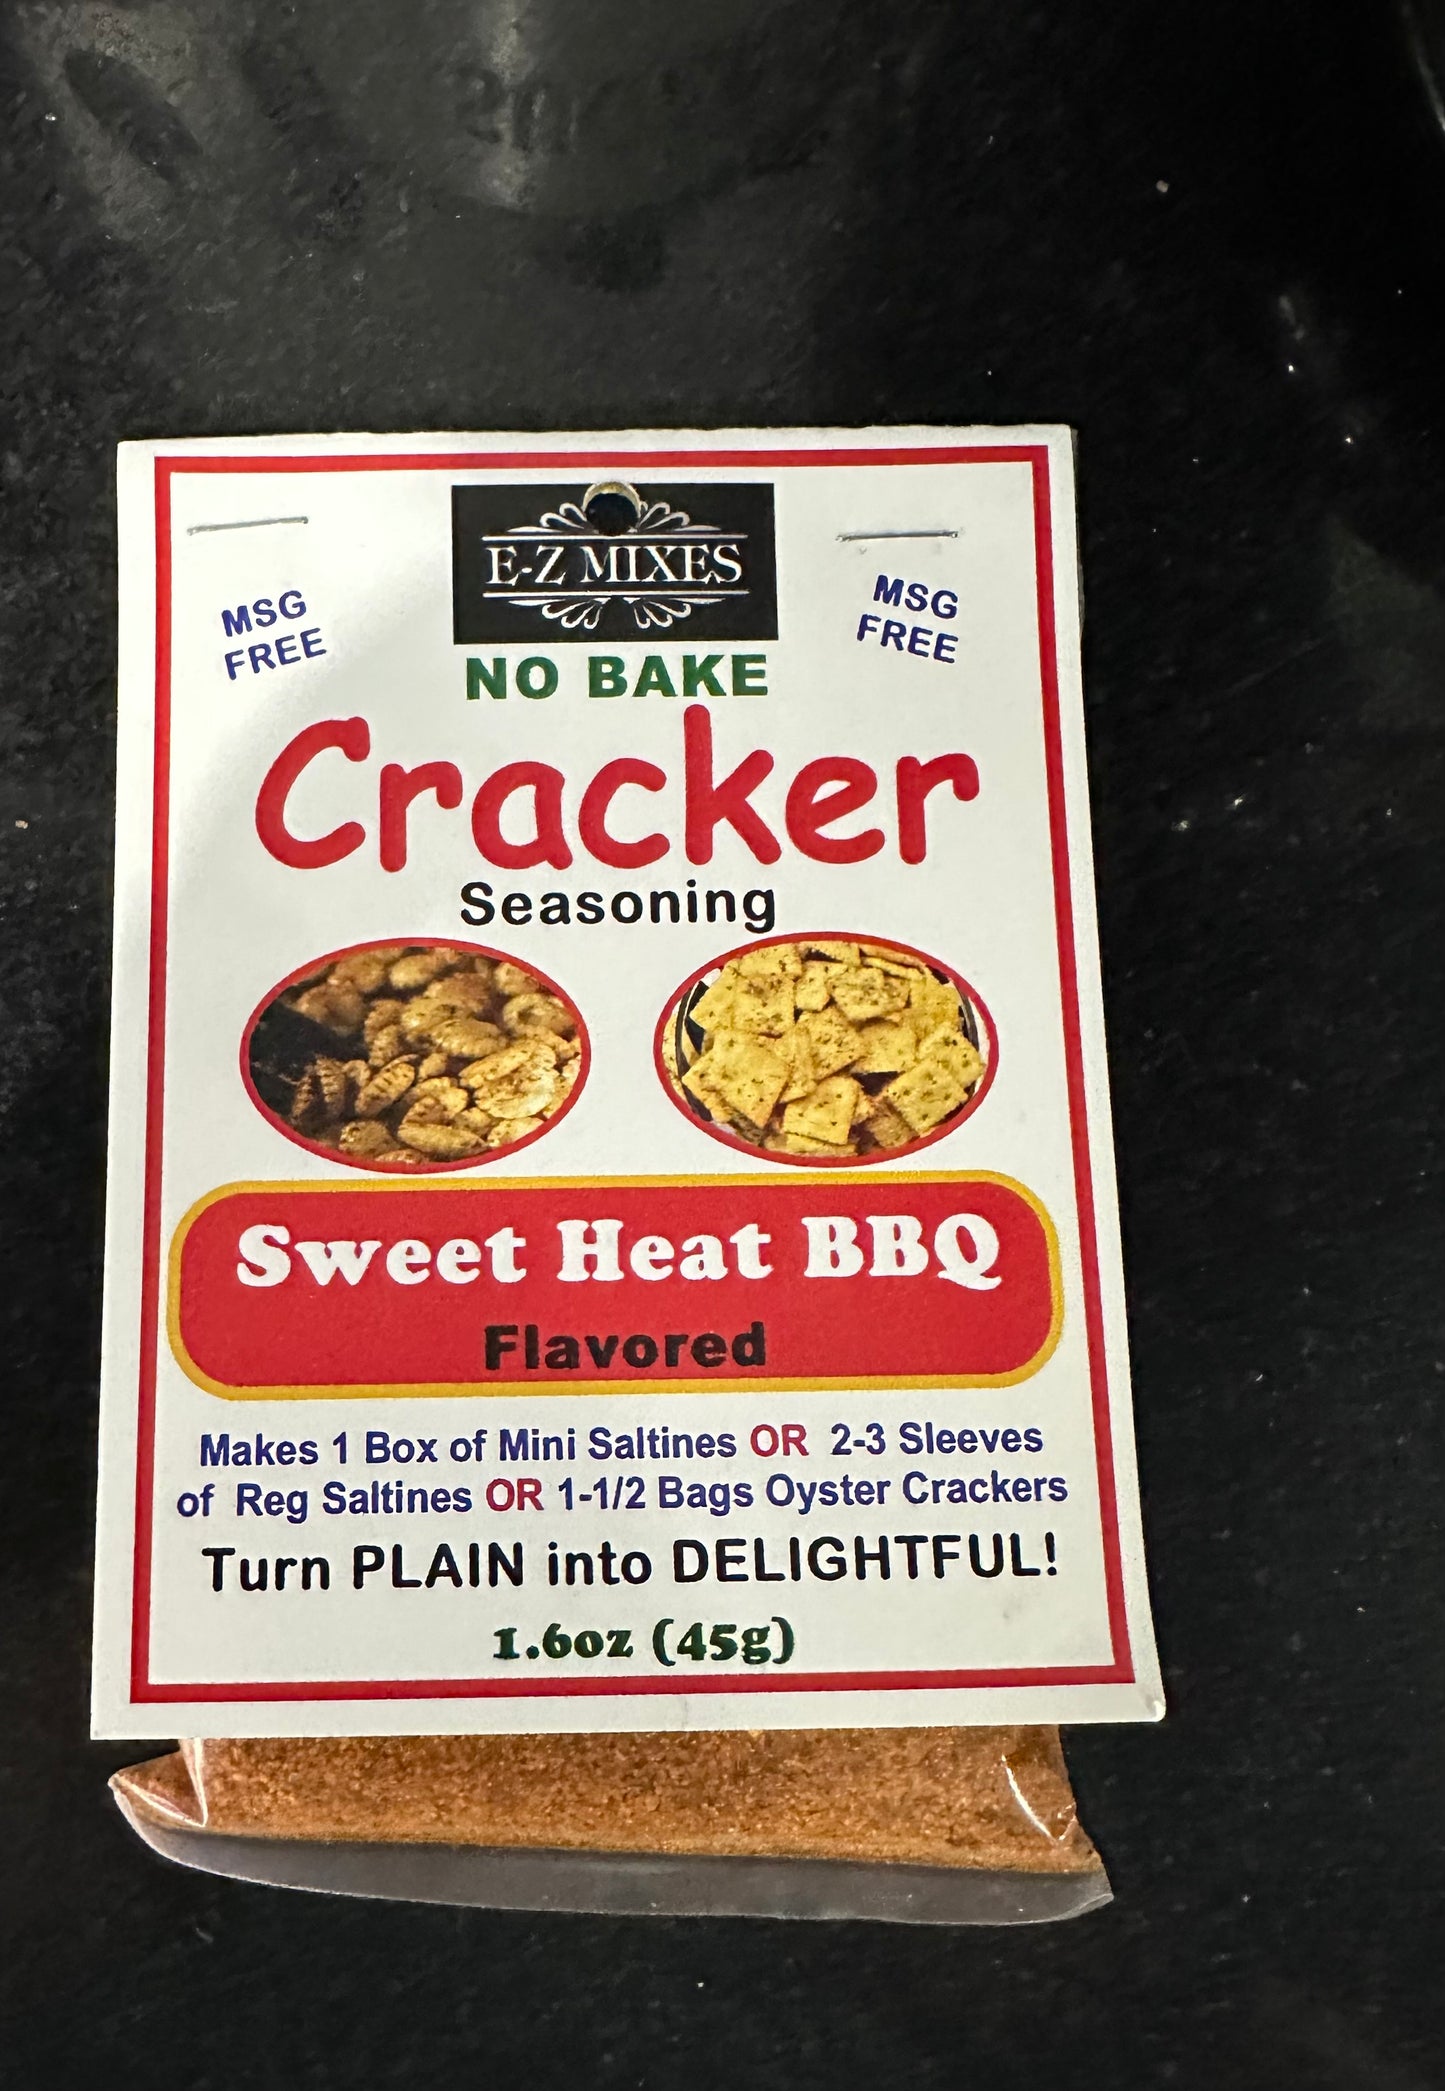 E-Z MIXES
MSG
FREE
MSG
FREE
NO BAKE
Cracker
Seasoning
Sweet Heat BBQ
Flavored
Makes 1 Box of Mini Saltines OR 2-3 Sleeves
of Reg Saltines OR 1-1/2 Bags Oyster Crackers
Turn PLAIN into DELIGHTFUL!
1.6oz (45g)